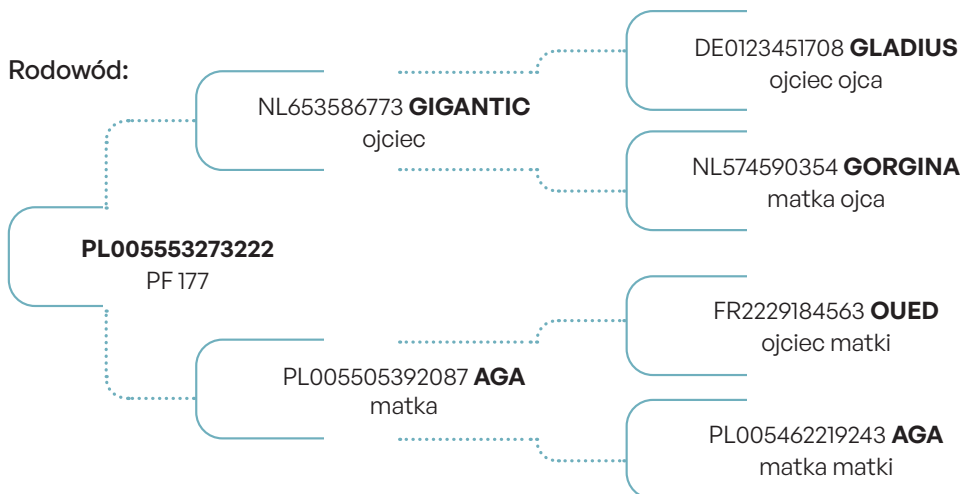 Rodowód:
DE0123451708 GLADIUS
ojciec ojca
NL653586773 GIGANTIC
ojciec
NL574590354 GORGINA
matka ojca
PL005553273222
PF 177
FR2229184563 OUED
ojciec matki
PL005505392087 AGA
matka
PL005462219243 AGA
matka matki